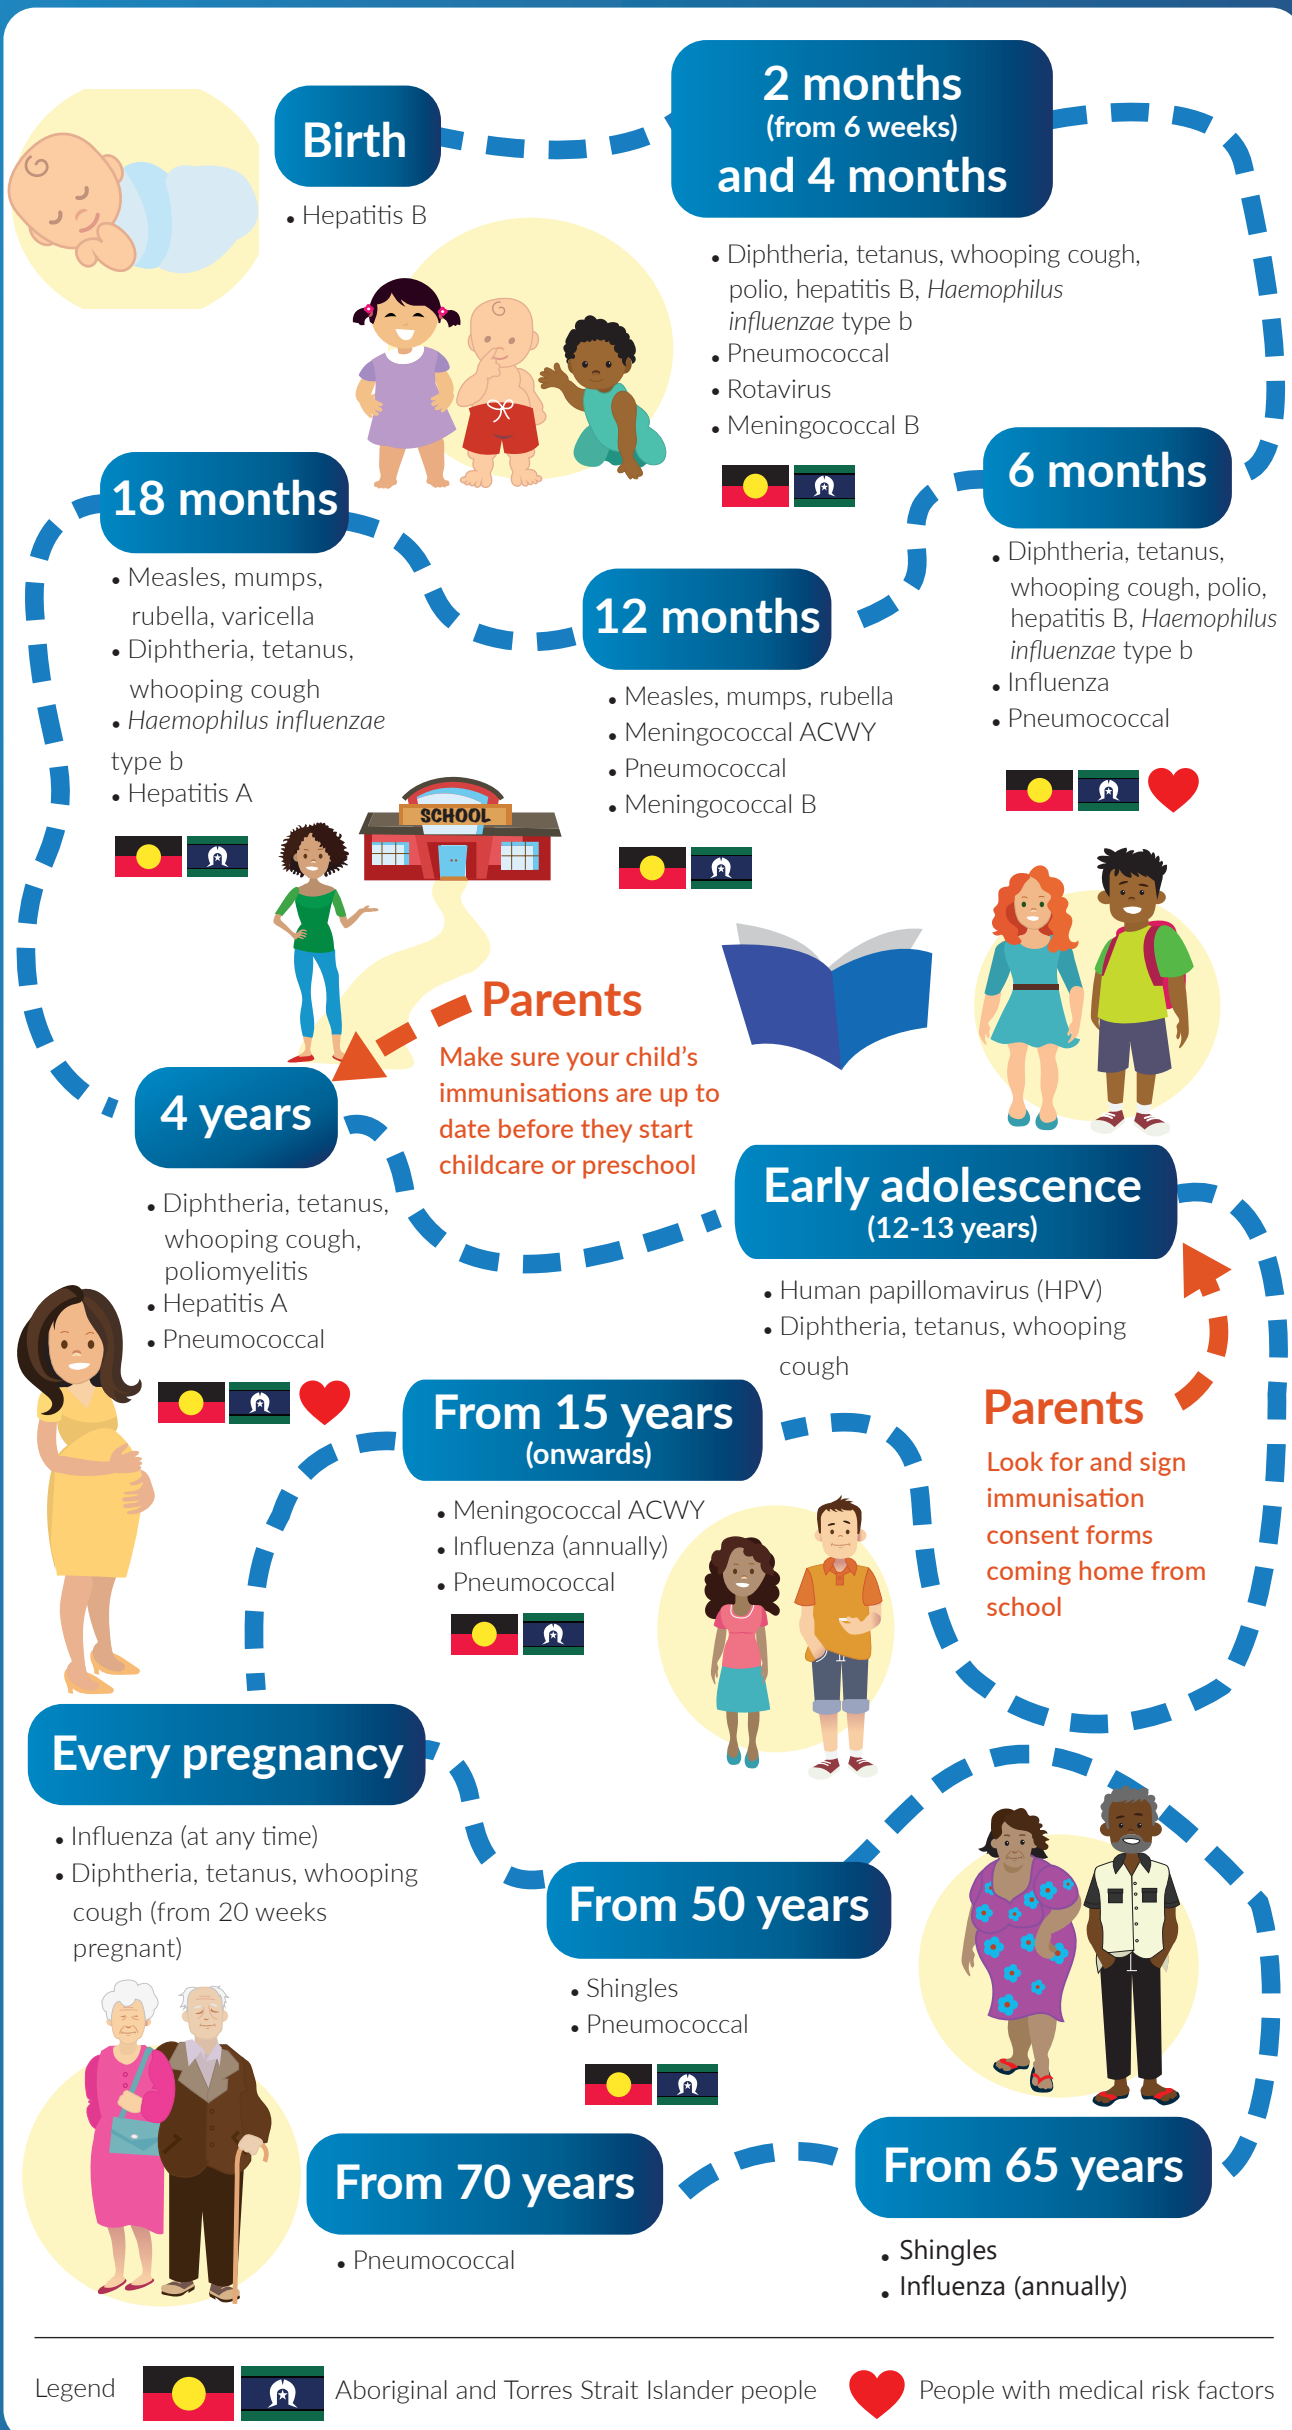 Birth
• Hepatitis B
2 months
(from 6 weeks)
and 4 months
• Diphtheria, tetanus, whooping cough,
polio, hepatitis B, Haemophilus
influenzae type b
• Pneumococcal
• Rotavirus
• Meningococcal B
6 months
• Diphtheria, tetanus,
whooping cough, polio,
hepatitis B, Haemophilus
influenzae type b
• Influenza
• Pneumococcal
12 months
• Measles, mumps, rubella
• Meningococcal ACWY
• Pneumococcal
• Meningococcal B
18 months
• Measles, mumps,
rubella, varicella
• Diphtheria, tetanus,
whooping cough
• Haemophilus influenzae
type b
• Hepatitis A
SCHOOL
Parents
Make sure your child's
immunisations are up to
date before they start
childcare or preschool
4 years
• Diphtheria, tetanus,
whooping cough,
poliomyelitis
• Hepatitis A
• Pneumococcal
Early adolescence
(12-13 years)
• Human papillomavirus (HPV)
• Diphtheria, tetanus, whooping
cough
Parents
Look for and sign
immunisation
consent forms
coming home from
school
From 15 years
(onwards)
• Meningococcal ACWY
• Influenza (annually)
• Pneumococcal
Every pregnancy
• Influenza (at any time)
• Diphtheria, tetanus, whooping
cough (from 20 weeks
pregnant)
From 50 years
• Shingles
• Pneumococcal
From 65 years
• Shingles
• Influenza (annually)
From 70 years
• Pneumococcal
Legend
Aboriginal and Torres Strait Islander people
People with medical risk factors